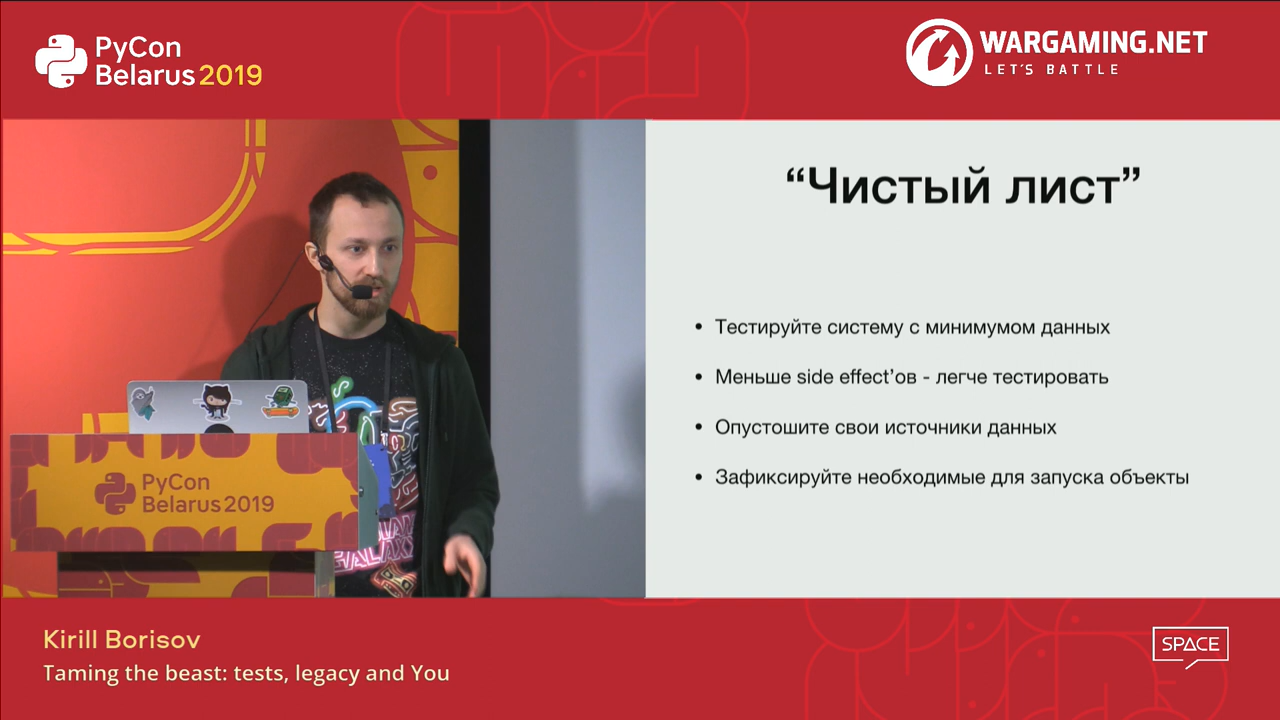 PyCon
Belarus 2019
WARGAMING.NET
LET'S BATTLE
“Чистый лист”
• Тестируйте систему с минимумом данных
• Меньше side effect’ов - легче тестировать
• Опустошите свои источники данных
• Зафиксируйте необходимые для запуска объекты
PyCon
Belarus 2019
Kirill Borisov
Taming the beast: tests, legacy and You
SPACE